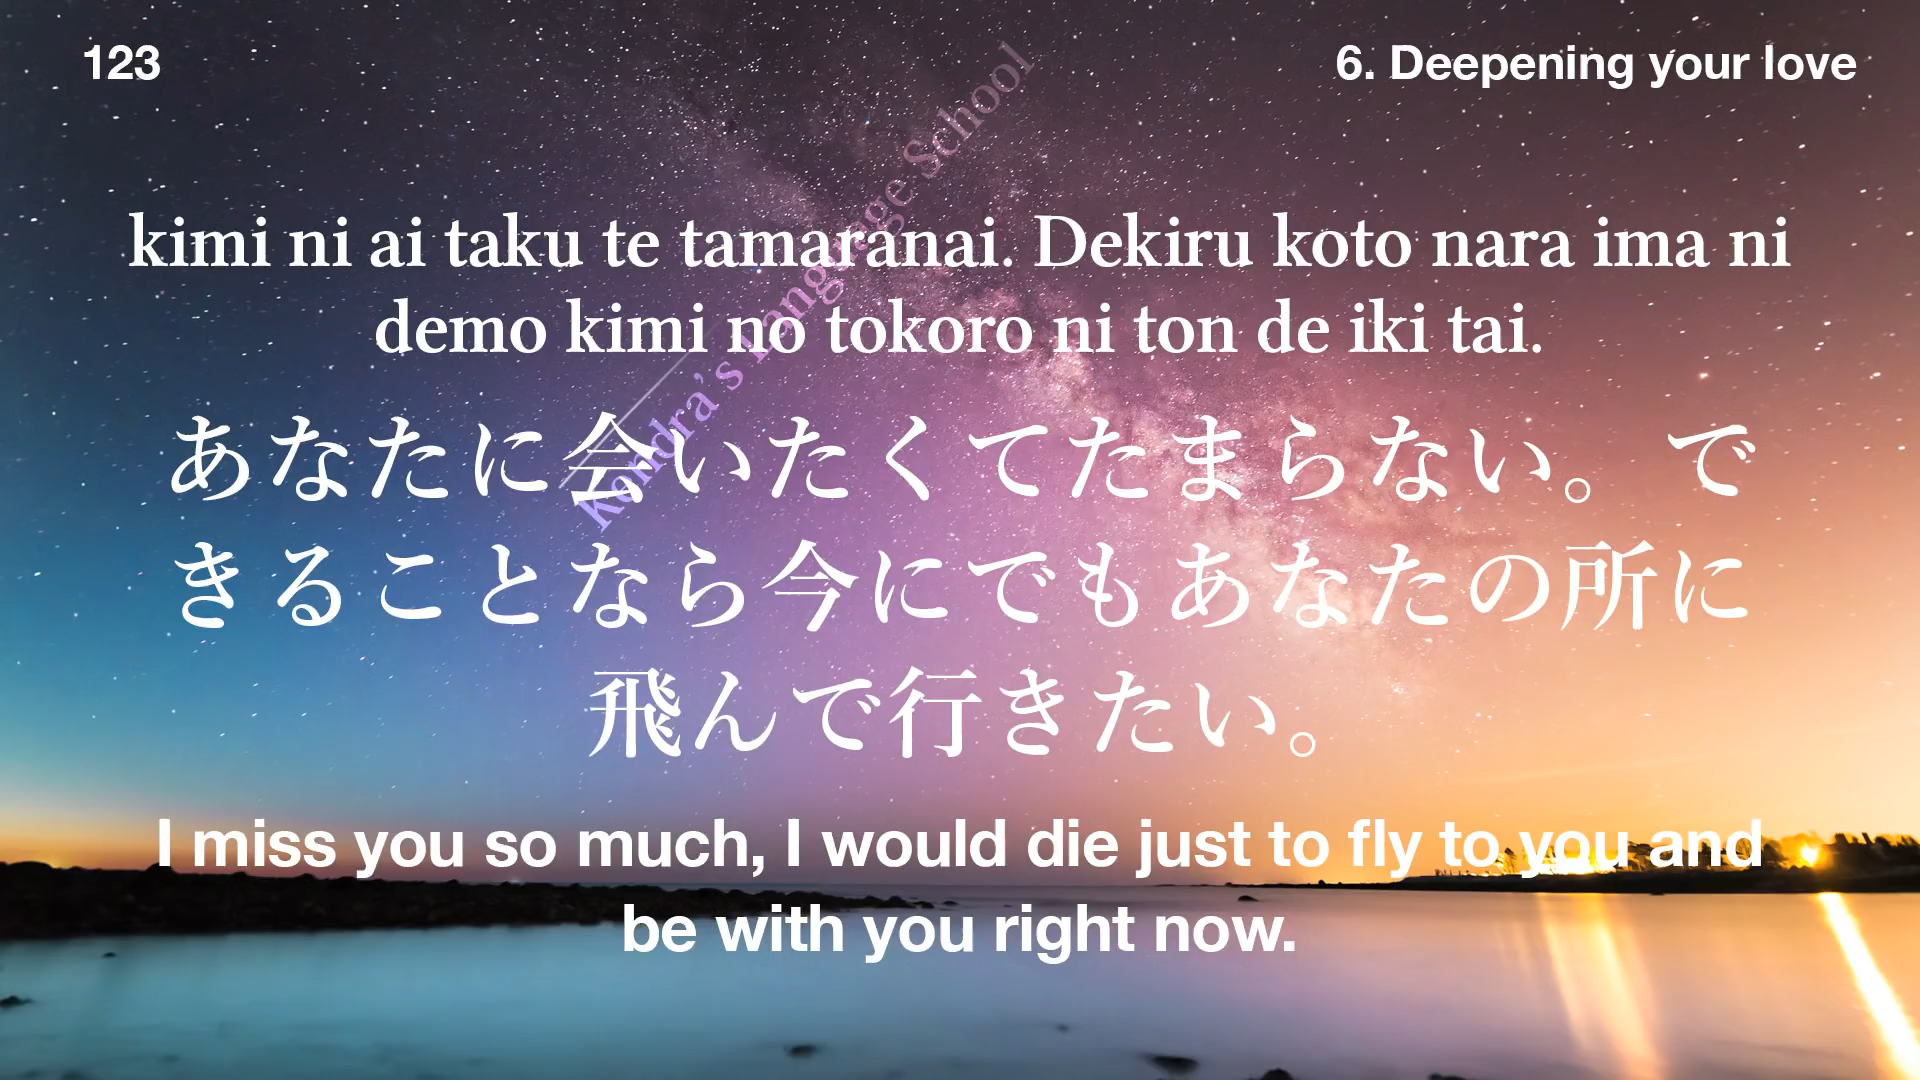 123
6. Deepening your love
kimi ni ai taku te tamaranai. Dekiru koto nara ima ni
demo kimi no tokoro ni ton de iki tai.
あなたに会いたくてたまらない。で
きることなら今にでもあなたの所に
飛んで行きたい。
I miss you so much, I would die just to fly to you and
be with you right now.
Kondra's Language School